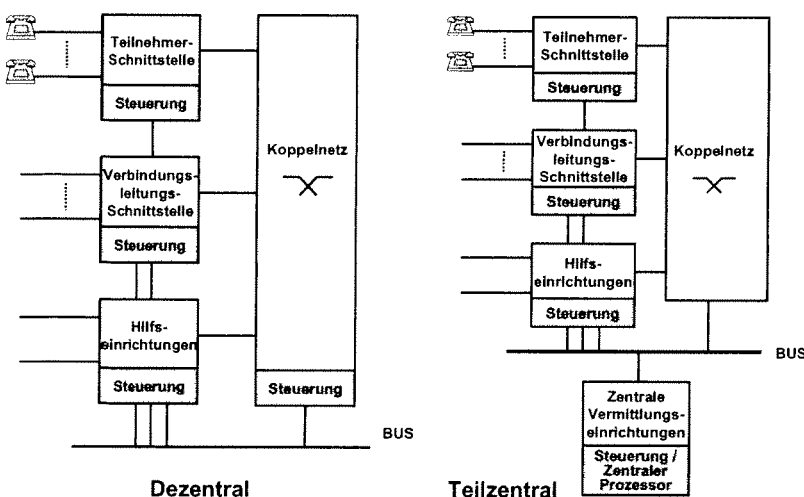 Teilnehmer-
Schnittstelle
Steuerung
Verbindungs-
leitungs-
Schnittstelle
Steuerung
Hilfs-
einrichtungen
Steuerung
Koppelnetz
Steuerung
BUS
Dezentral
Teilnehmer-
Schnittstelle
Steuerung
Verbindungs-
leitungs-
Schnittstelle
Steuerung
Hilfs-
einrichtungen
Steuerung
Koppelnetz
BUS
Zentrale
Vermittlungs-
einrichtungen
Steuerung /
Zentraler
Prozessor
Teilzentral